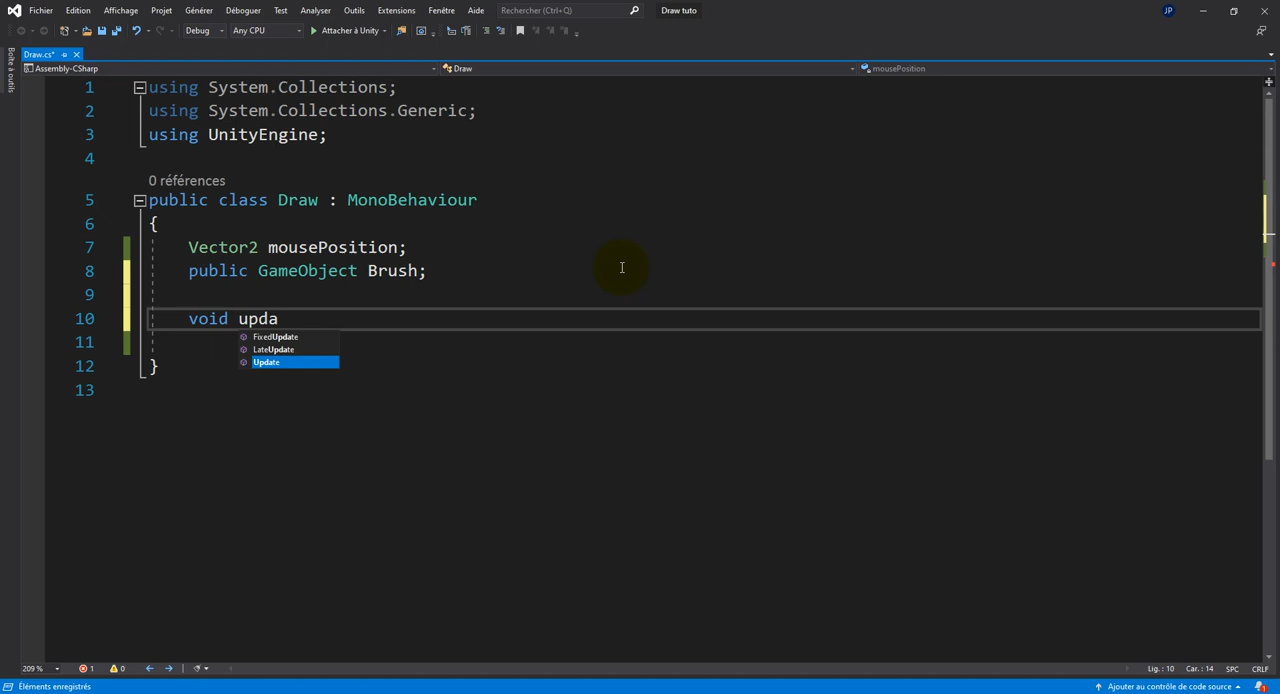 Fichier Edition Affichage Projet Générer Déboguer Test Analyser Outils Extensions Fenêtre Aide Rechercher (Ctrl+Q) Draw tuto JP
Debug Any CPU Attacher à Unity
Boîte à outils
Draw.cs*
Assembly-CSharp Draw mousePosition
1 using System.Collections;
2 using System.Collections.Generic;
3 using UnityEngine;
4
0 références
5 public class Draw : MonoBehaviour
6 {
7 Vector2 mousePosition;
8 public GameObject Brush;
9
10 void upda
FixedUpdate
11
LateUpdate
Update
12 }
13
209 % 1 0 Lig. : 10 Car. : 14 SPC CRLF
Éléments enregistrés Ajouter au contrôle de code source 1